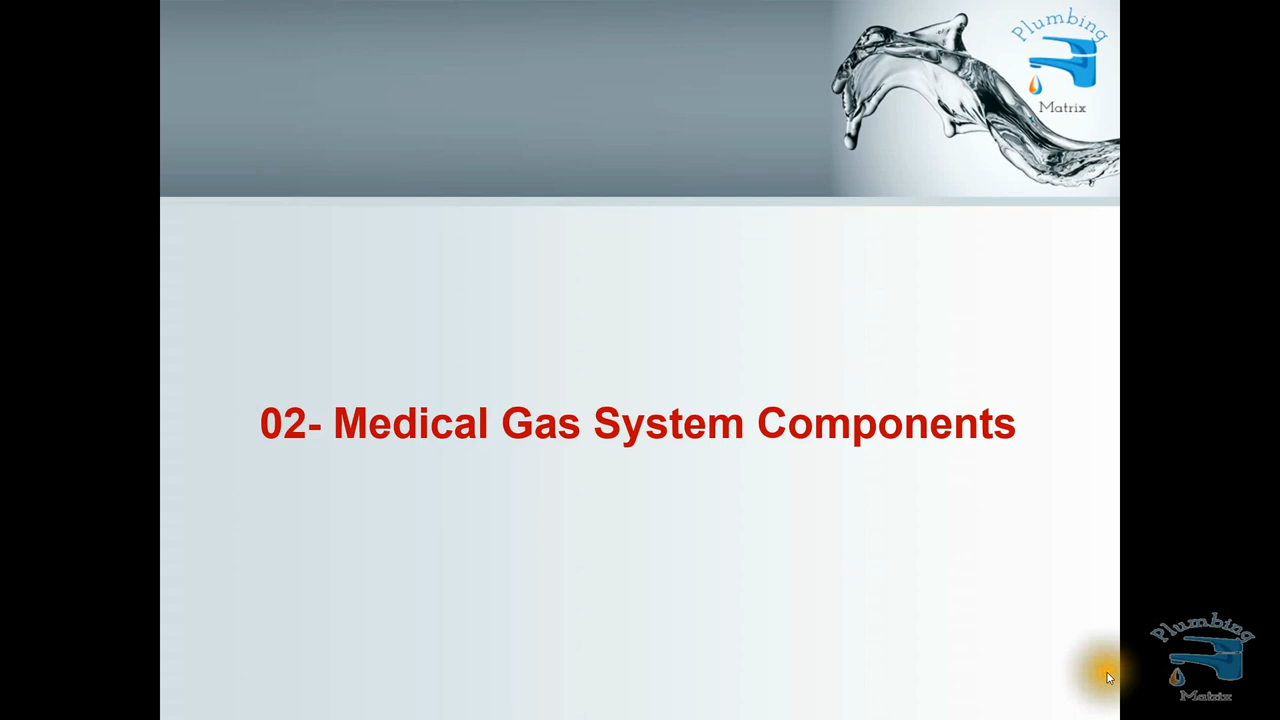 Plumbing
Matrix
02- Medical Gas System Components
Plumbing
Matrix